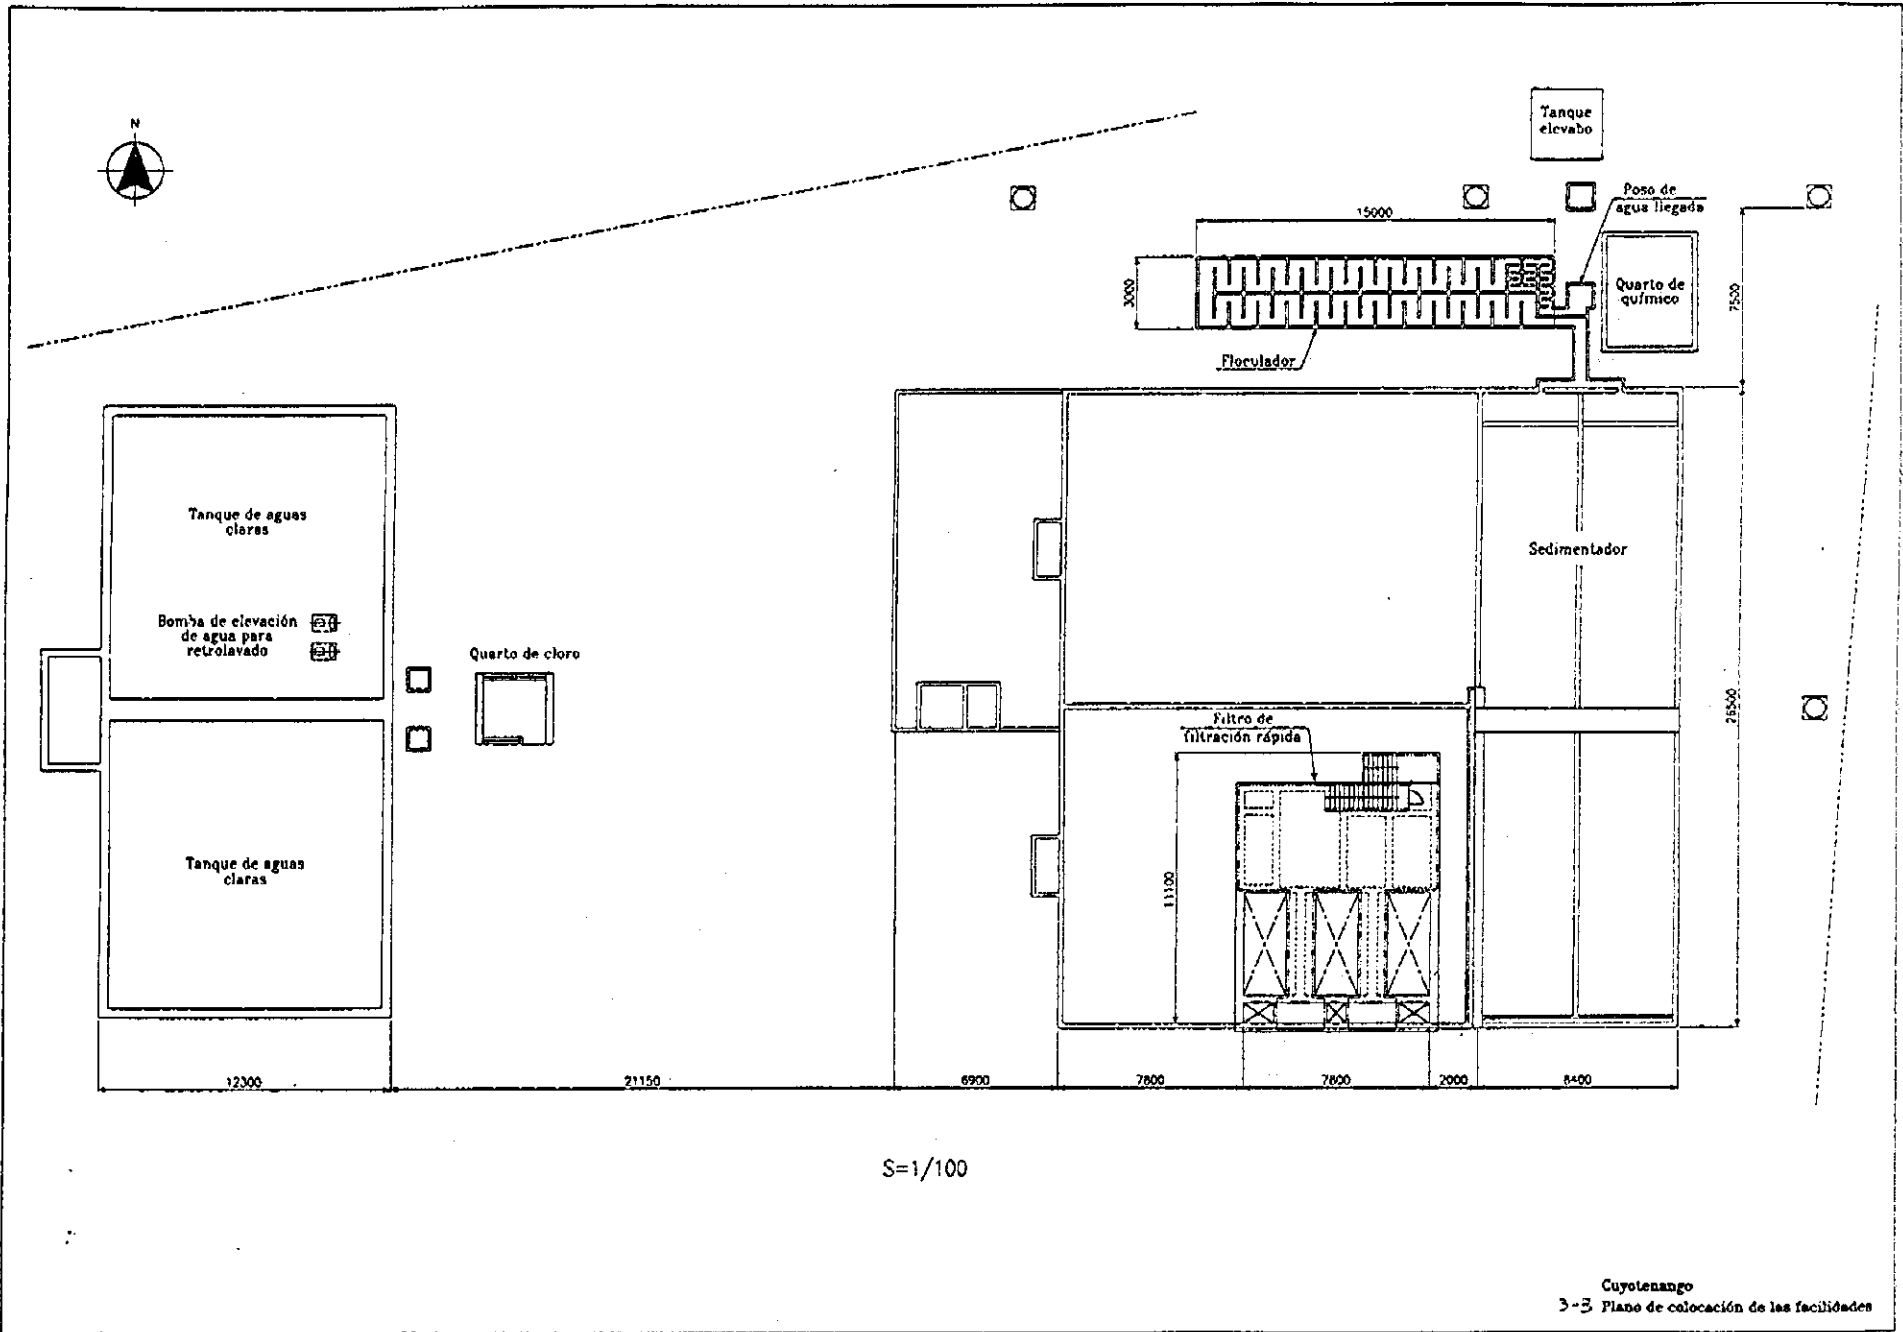 N
Tanque
elevabo
Poso de
agua llegada
15000
3000
Quarto de
químico
7500
Floculador
Tanque de aguas
claras
Sedimentador
Bomba de elevación
de agua para
retrolavado
Quarto de cloro
Filtro de
filtración rápida
11100
Tanque de aguas
claras
12300
21150
6900
7800
7800
2000
8400
S=1/100
Cuyotenango
3-3 Plano de colocación de las facilidades